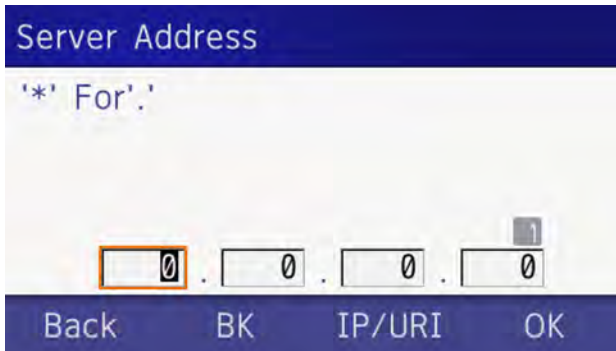 Server Address
'*' For'.'
1
0 . 0 . 0 . 0
Back BK IP/URI OK